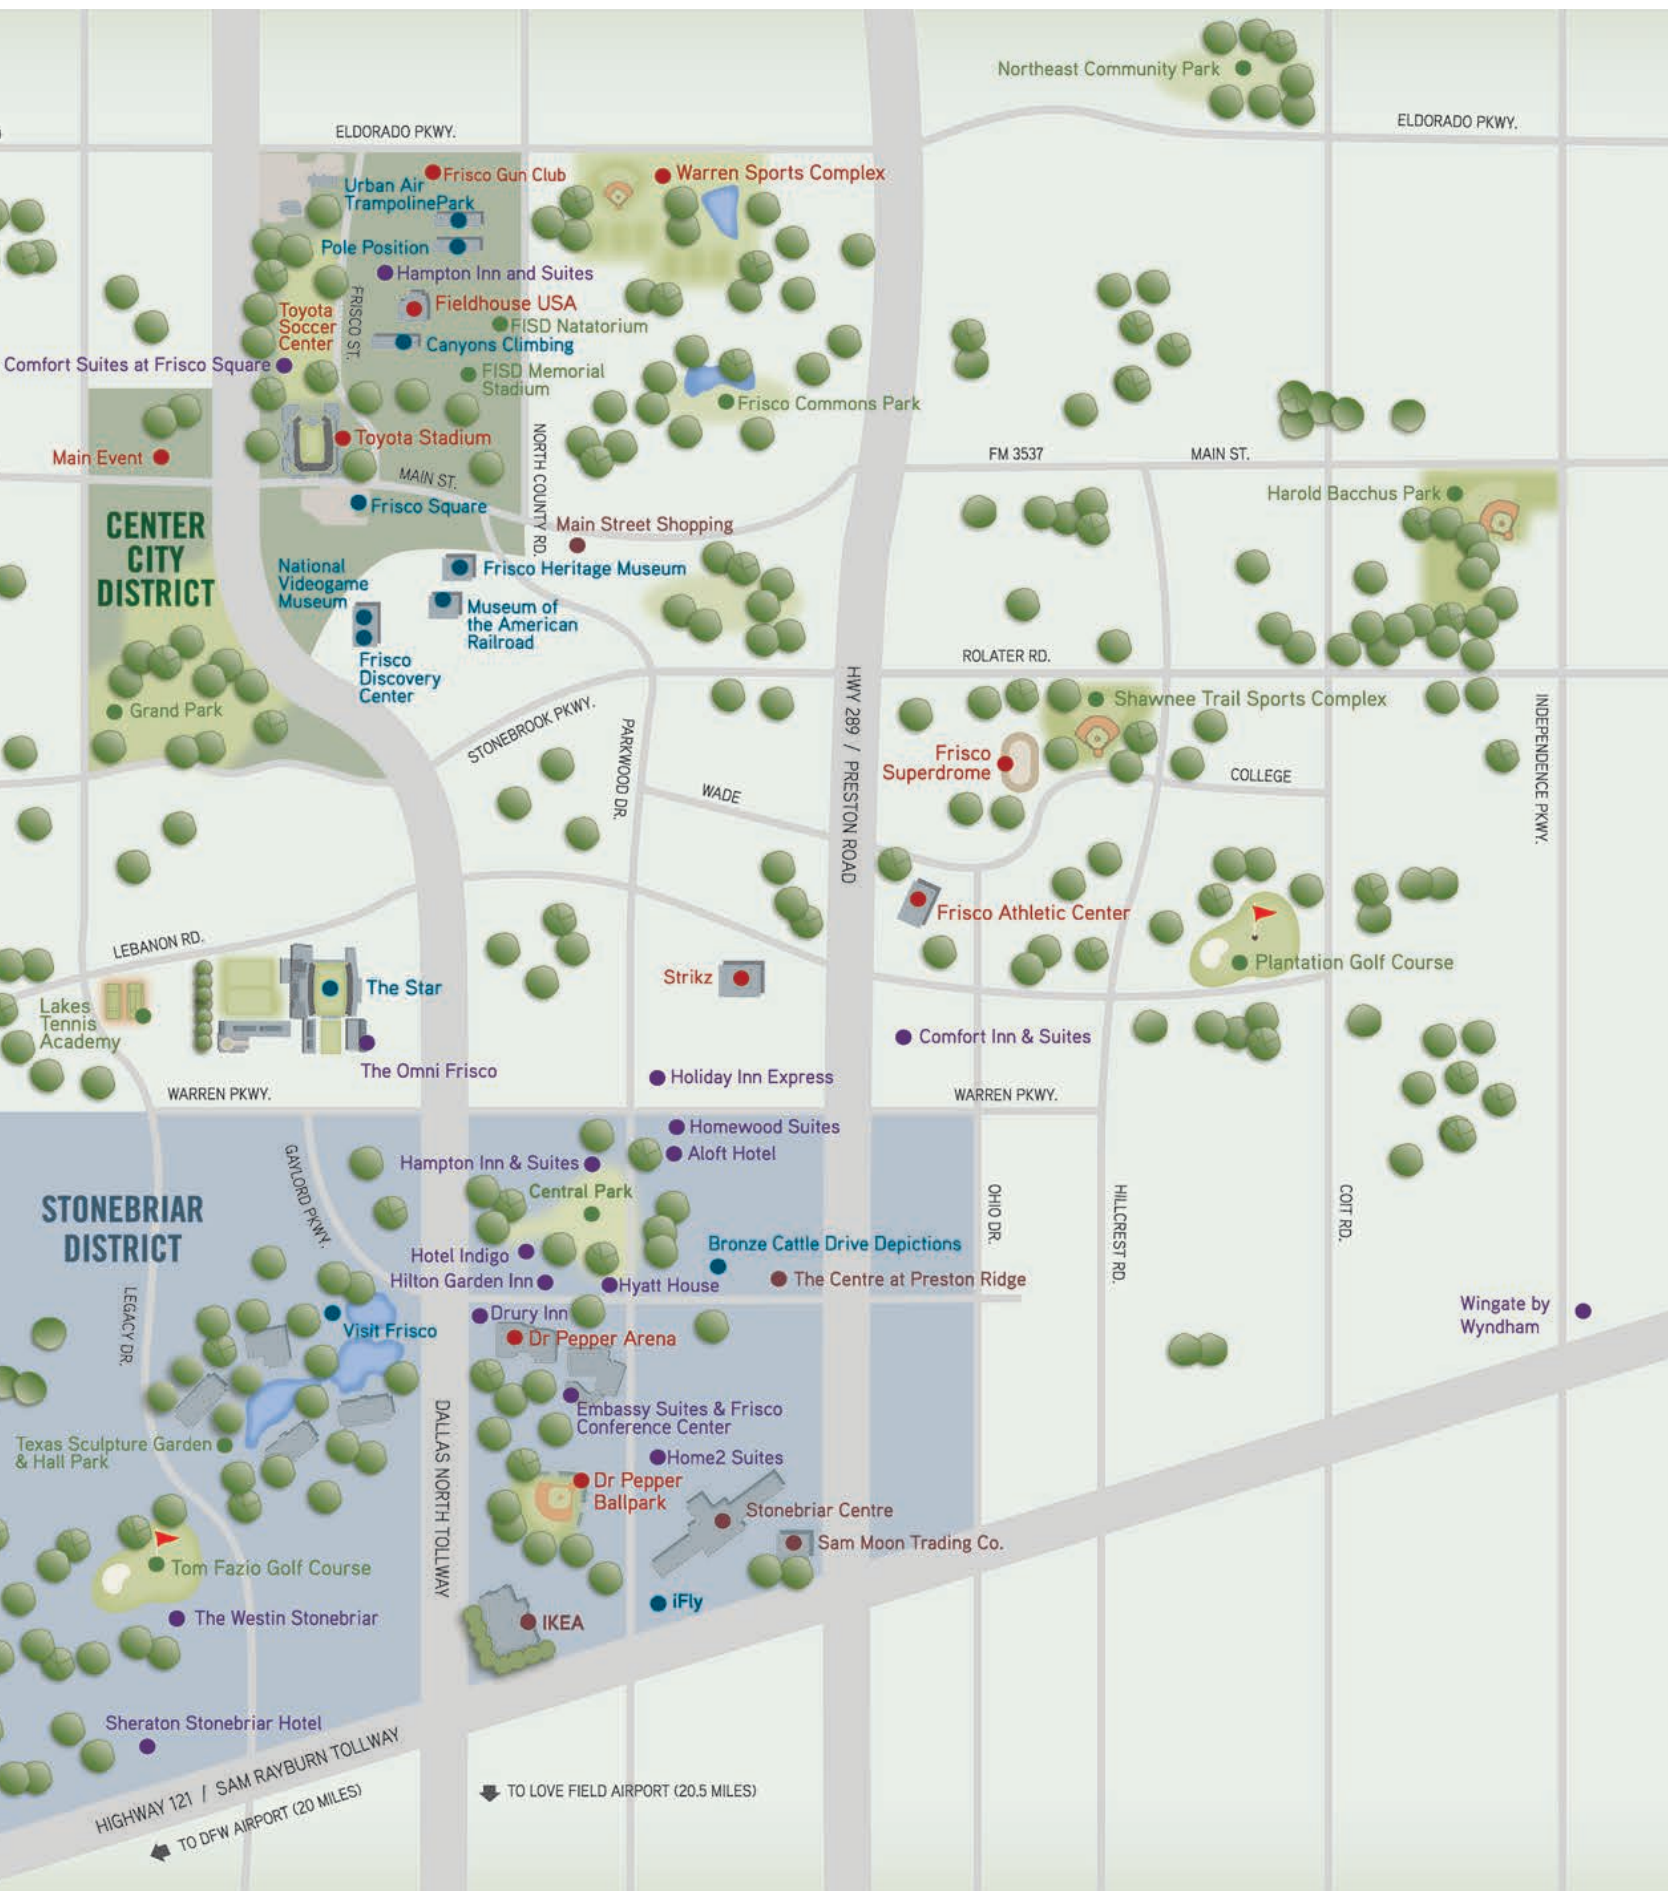 Northeast Community Park
ELDORADO PKWY.
ELDORADO PKWY.
Frisco Gun Club
Warren Sports Complex
Urban Air
TrampolinePark
Pole Position
Hampton Inn and Suites
FRISCO ST.
Toyota
Soccer
Center
Fieldhouse USA
FISD Natatorium
Canyons Climbing
Comfort Suites at Frisco Square
FISD Memorial
Stadium
Frisco Commons Park
Toyota Stadium
Main Event
MAIN ST.
NORTH COUNTY RD.
FM 3537
MAIN ST.
Harold Bacchus Park
Frisco Square
Main Street Shopping
CENTER
CITY
DISTRICT
National
Videogame
Museum
Frisco Heritage Museum
Museum of
the American
Railroad
Frisco
Discovery
Center
ROLATER RD.
Grand Park
STONEBROOK PKWY.
PARKWOOD DR.
HWY 289 / PRESTON ROAD
Shawnee Trail Sports Complex
INDEPENDENCE PKWY.
Frisco
Superdrome
COLLEGE
WADE
Frisco Athletic Center
LEBANON RD.
Strikz
Plantation Golf Course
The Star
Lakes
Tennis
Academy
Comfort Inn & Suites
The Omni Frisco
Holiday Inn Express
WARREN PKWY.
WARREN PKWY.
Homewood Suites
Aloft Hotel
Hampton Inn & Suites
GAYLORD PKWY.
Central Park
STONEBRIAR
DISTRICT
OHIO DR.
HILLCREST RD.
COIT RD.
Hotel Indigo
Bronze Cattle Drive Depictions
Hilton Garden Inn
Hyatt House
The Centre at Preston Ridge
LEGACY DR.
Visit Frisco
Drury Inn
Dr Pepper Arena
Wingate by
Wyndham
DALLAS NORTH TOLLWAY
Embassy Suites & Frisco
Conference Center
Texas Sculpture Garden
& Hall Park
Home2 Suites
Dr Pepper
Ballpark
Stonebriar Centre
Sam Moon Trading Co.
Tom Fazio Golf Course
iFly
The Westin Stonebriar
IKEA
Sheraton Stonebriar Hotel
HIGHWAY 121 / SAM RAYBURN TOLLWAY
TO DFW AIRPORT (20 MILES)
TO LOVE FIELD AIRPORT (20.5 MILES)